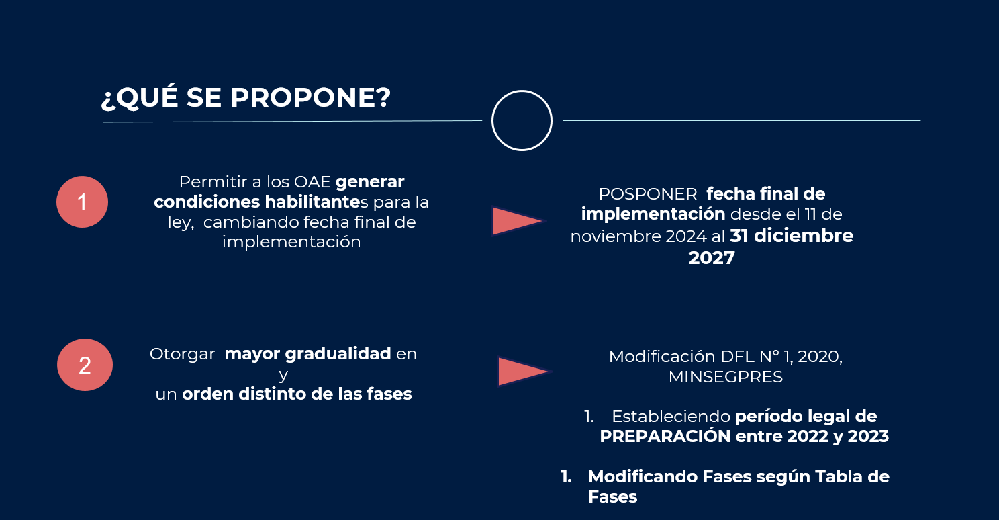 ¿QUÉ SE PROPONE?
1
Permitir a los OAE generar
condiciones habilitantes para la
ley, cambiando fecha final de
implementación
POSPONER fecha final de
implementación desde el 11 de
noviembre 2024 al 31 diciembre
2027
2
Otorgar mayor gradualidad en
y
un orden distinto de las fases
Modificación DFL N° 1, 2020,
MINSEGPRES
1. Estableciendo período legal de
PREPARACIÓN entre 2022 y 2023
1. Modificando Fases según Tabla de
Fases